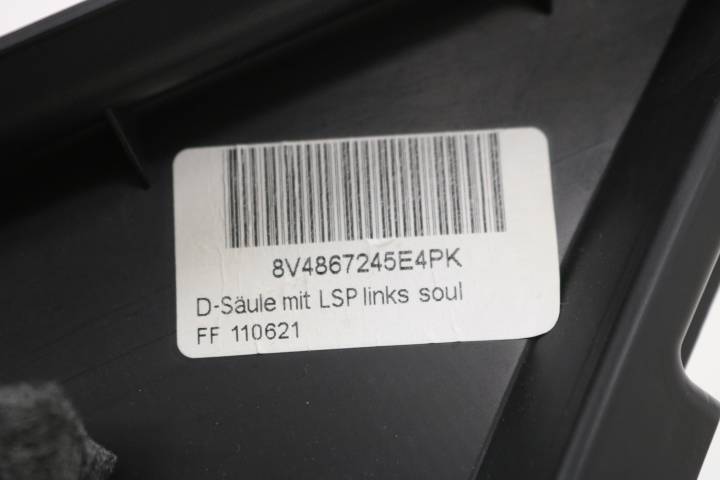 8V4867245E4PK
D-Säule mit LSP links soul
FF 110621